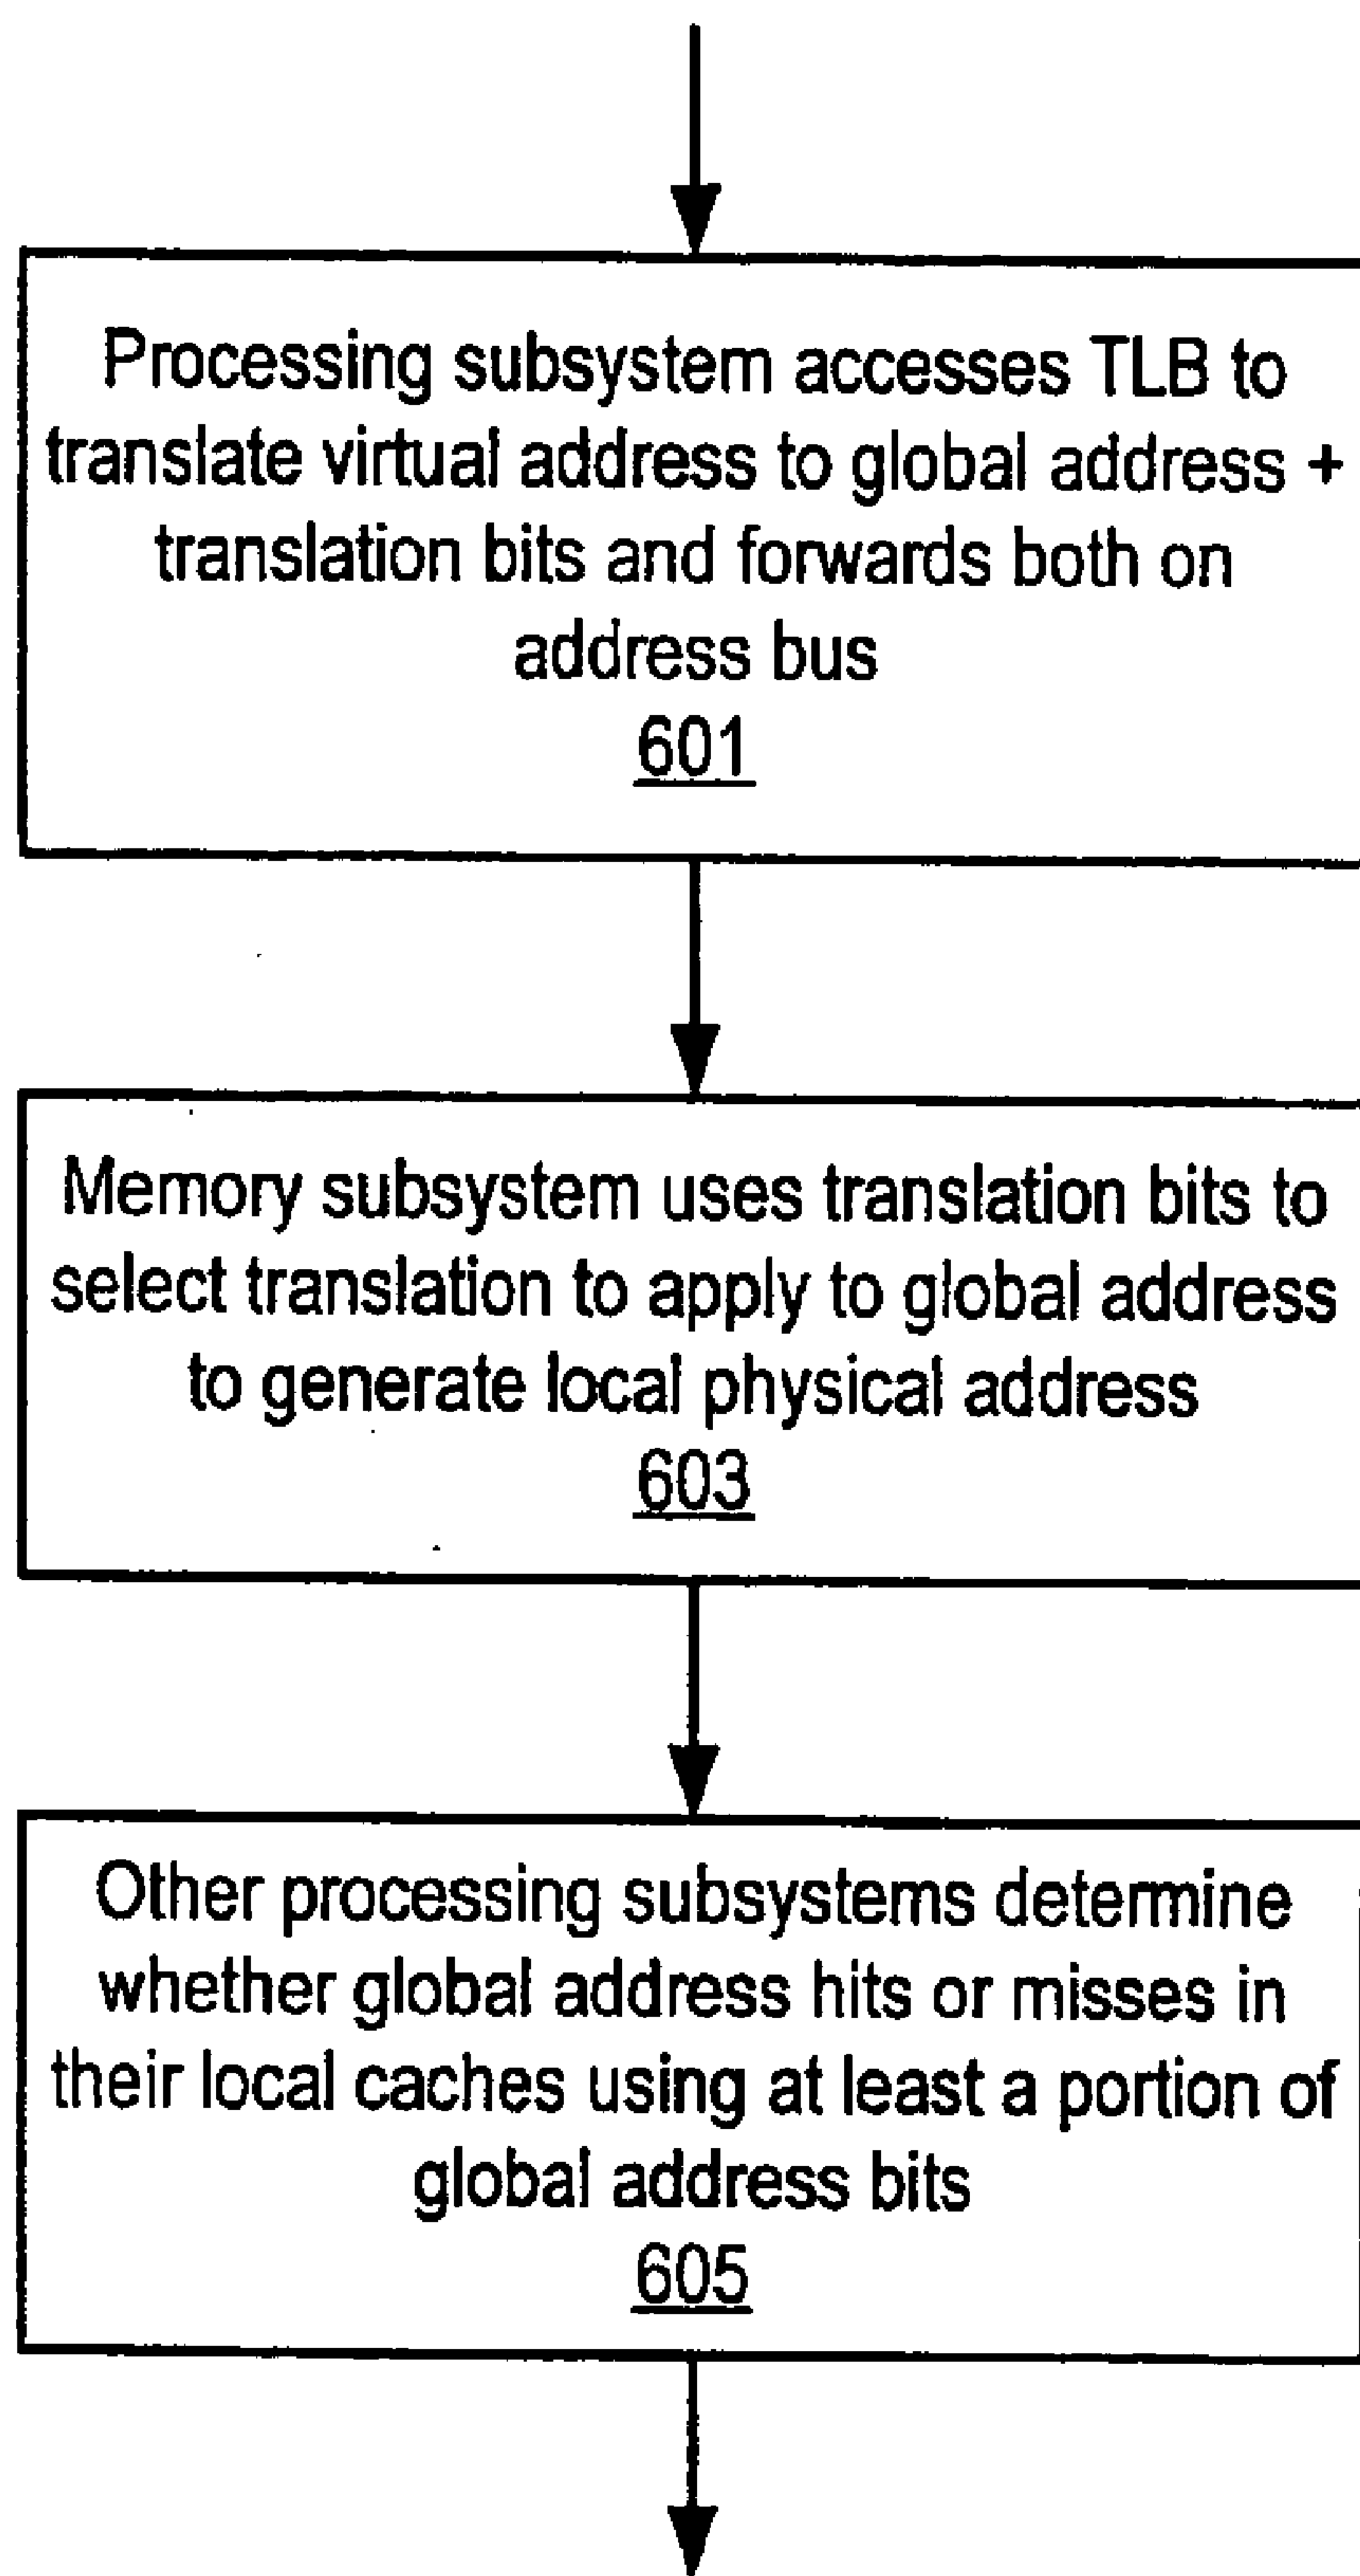 Processing subsystem accesses TLB to
translate virtual address to global address +
translation bits and forwards both on
address bus
601
Memory subsystem uses translation bits to
select translation to apply to global address
to generate local physical address
603
Other processing subsystems determine
whether global address hits or misses in
their local caches using at least a portion of
global address bits
605